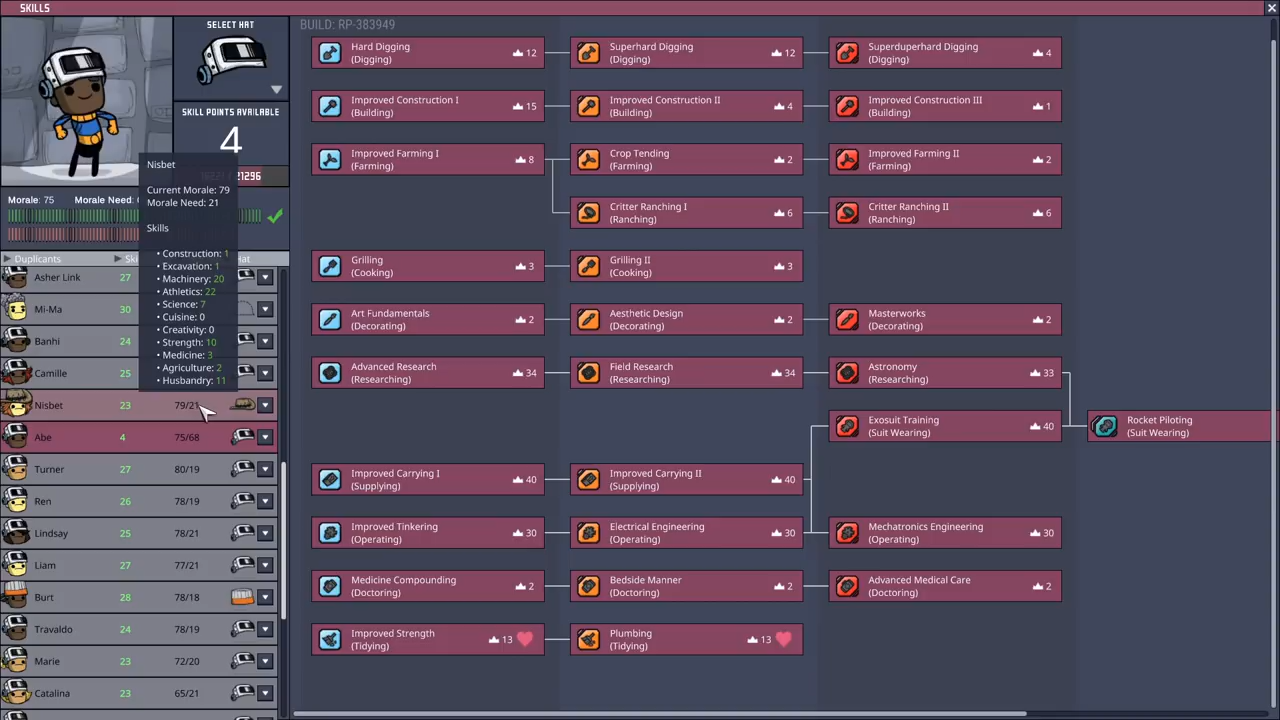 SKILLS
BUILD: RP-383949
SELECT HAT
SKILL POINTS AVAILABLE
4
21296
Morale: 75
Morale Need:
Nisbet
Current Morale: 79
Morale Need: 21
Skills
• Construction: 1
• Excavation: 1
• Machinery: 20
• Athletics: 22
• Science: 7
• Cuisine: 0
• Creativity: 0
• Strength: 10
• Medicine: 3
• Agriculture: 2
• Husbandry: 11
Duplicants
Asher Link 27
Mi-Ma 30
Banhi 24
Camille 25
Nisbet 23 79/21
Abe 4 75/68
Turner 27 80/19
Ren 26 78/19
Lindsay 25 78/21
Liam 27 77/21
Burt 28 78/18
Travaldo 24 78/19
Marie 23 72/20
Catalina 23 65/21
Hard Digging
(Digging)
12
Superhard Digging
(Digging)
12
Superduperhard Digging
(Digging)
4
Improved Construction I
(Building)
15
Improved Construction II
(Building)
4
Improved Construction III
(Building)
1
Improved Farming I
(Farming)
8
Crop Tending
(Farming)
2
Improved Farming II
(Farming)
2
Critter Ranching I
(Ranching)
6
Critter Ranching II
(Ranching)
6
Grilling
(Cooking)
3
Grilling II
(Cooking)
3
Art Fundamentals
(Decorating)
2
Aesthetic Design
(Decorating)
2
Masterworks
(Decorating)
2
Advanced Research
(Researching)
34
Field Research
(Researching)
34
Astronomy
(Researching)
33
Exosuit Training
(Suit Wearing)
40
Rocket Piloting
(Suit Wearing)
Improved Carrying I
(Supplying)
40
Improved Carrying II
(Supplying)
40
Improved Tinkering
(Operating)
30
Electrical Engineering
(Operating)
30
Mechatronics Engineering
(Operating)
30
Medicine Compounding
(Doctoring)
2
Bedside Manner
(Doctoring)
2
Advanced Medical Care
(Doctoring)
2
Improved Strength
(Tidying)
13
Plumbing
(Tidying)
13